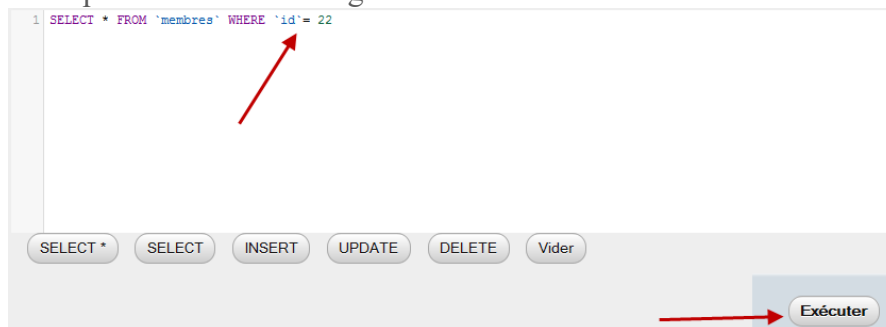 1 SELECT * FROM `membres` WHERE `id`= 22
SELECT * SELECT INSERT UPDATE DELETE Vider
Exécuter